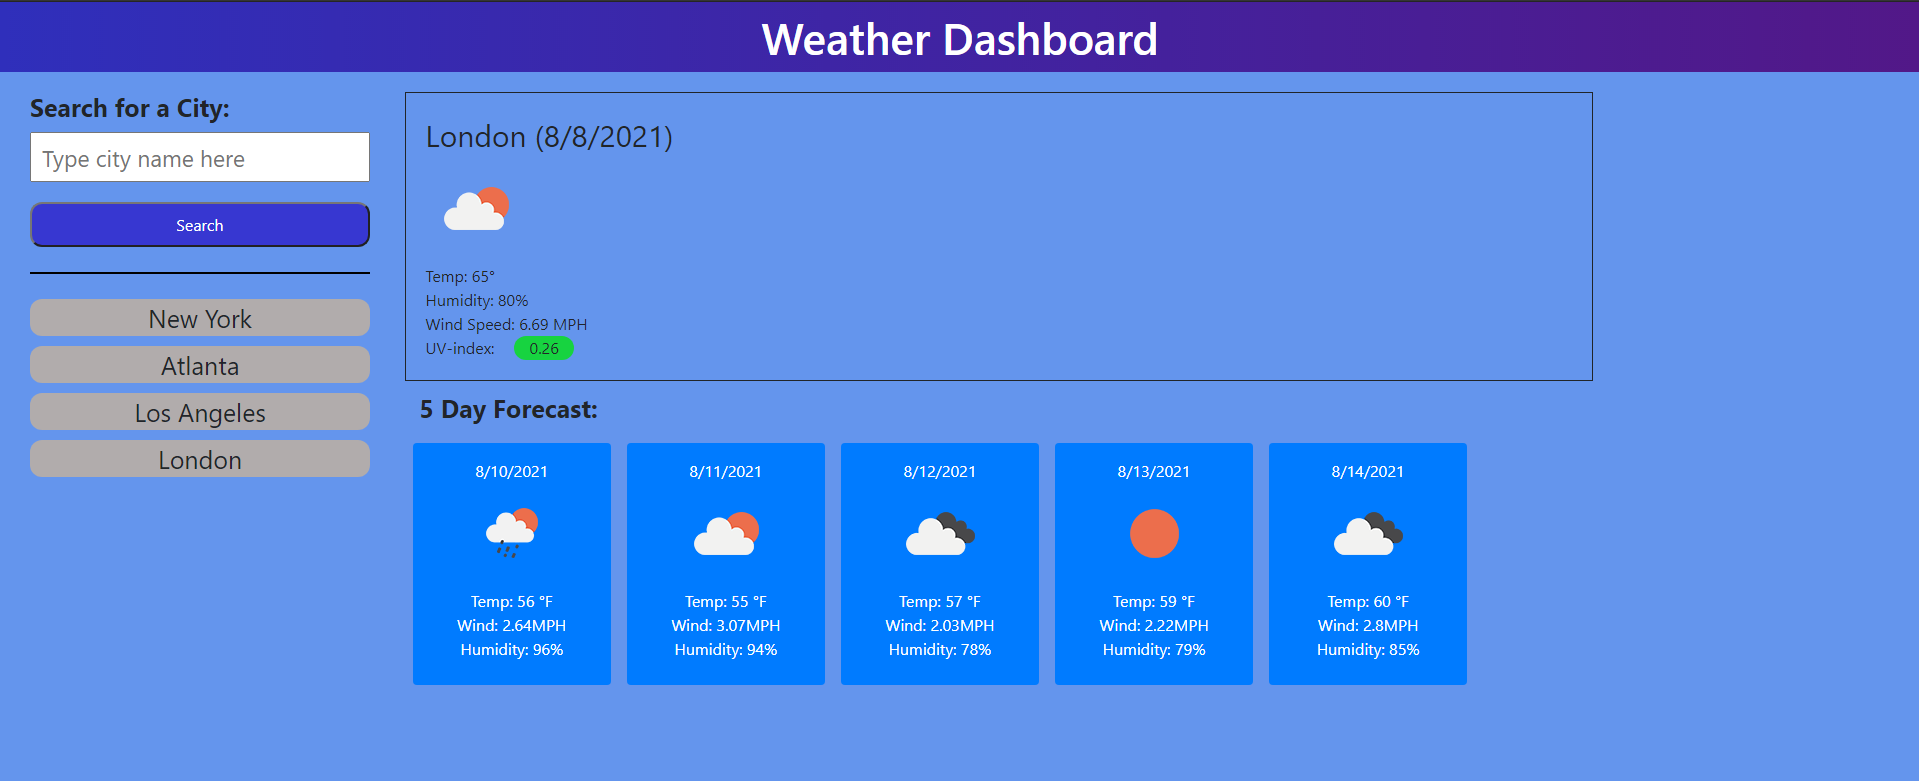 Weather Dashboard
Search for a City:
Type city name here
Search
New York
Atlanta
Los Angeles
London
London (8/8/2021)
Temp: 65°
Humidity: 80%
Wind Speed: 6.69 MPH
UV-index: 0.26
5 Day Forecast:
8/10/2021
Temp: 56 °F
Wind: 2.64MPH
Humidity: 96%
8/11/2021
Temp: 55 °F
Wind: 3.07MPH
Humidity: 94%
8/12/2021
Temp: 57 °F
Wind: 2.03MPH
Humidity: 78%
8/13/2021
Temp: 59 °F
Wind: 2.22MPH
Humidity: 79%
8/14/2021
Temp: 60 °F
Wind: 2.8MPH
Humidity: 85%